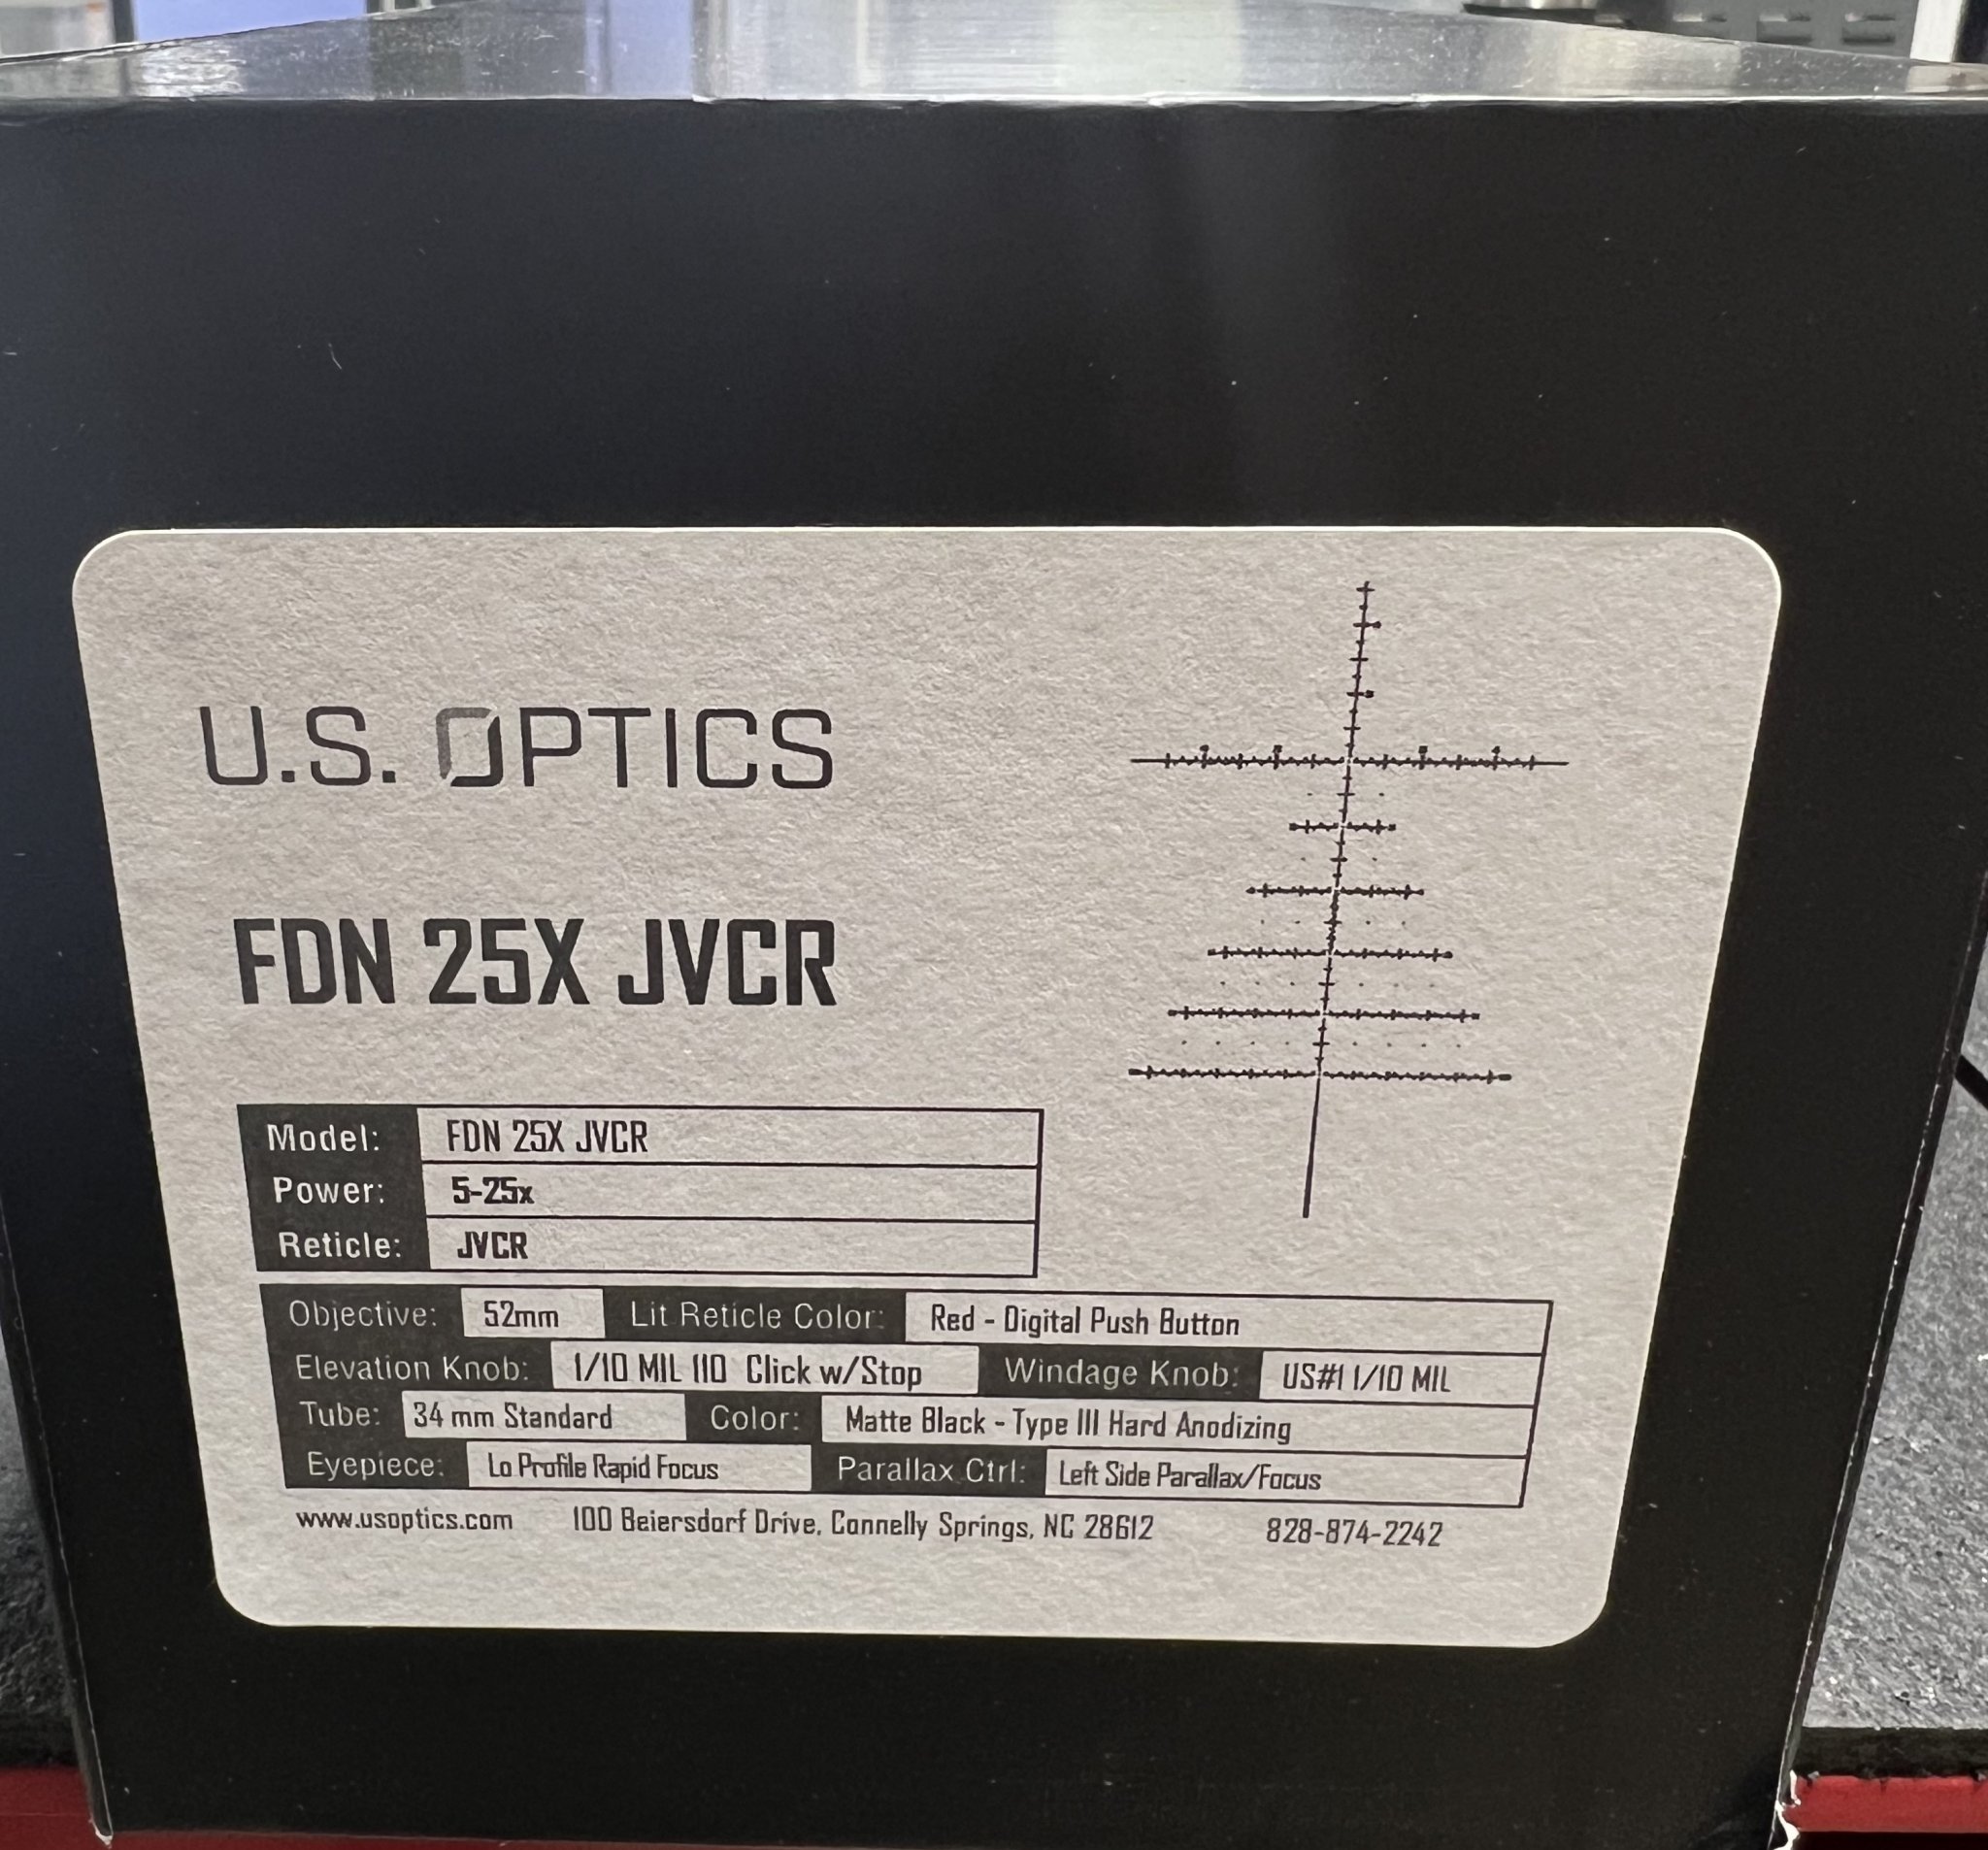 U.S. OPTICS
FDN 25X JVCR
Model: FDN 25X JVCR
Power: 5-25x
Reticle: JVCR
Objective: 52mm Lit Reticle Color: Red - Digital Push Button
Elevation Knob: 1/10 MIL 110 Click w/Stop Windage Knob: US#1 1/10 MIL
Tube: 34 mm Standard Color: Matte Black - Type III Hard Anodizing
Eyepiece: Lo Profile Rapid Focus Parallax Ctrl: Left Side Parallax/Focus
www.usoptics.com 100 Beiersdorf Drive, Connelly Springs, NC 28612 828-874-2242